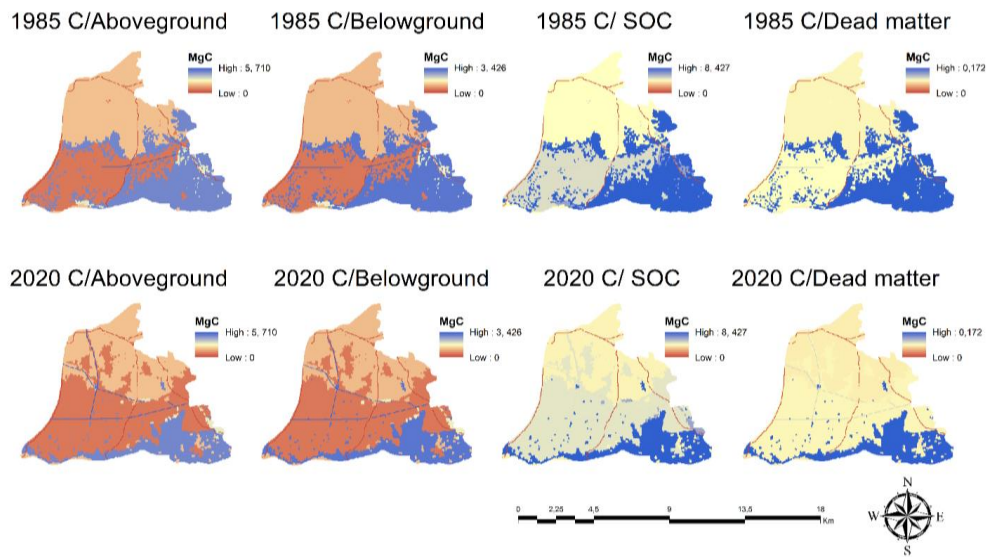 1985 C/Aboveground
MgC
High : 5, 710
Low : 0
1985 C/Belowground
MgC
High : 3, 426
Low : 0
1985 C/ SOC
MgC
High : 8, 427
Low : 0
1985 C/Dead matter
MgC
High : 0,172
Low : 0
2020 C/Aboveground
MgC
High : 5, 710
Low : 0
2020 C/Belowground
MgC
High : 3, 426
Low : 0
2020 C/ SOC
MgC
High : 8, 427
Low : 0
2020 C/Dead matter
MgC
High : 0,172
Low : 0
0 2,25 4,5 9 13,5 18
Km
N
W E
S